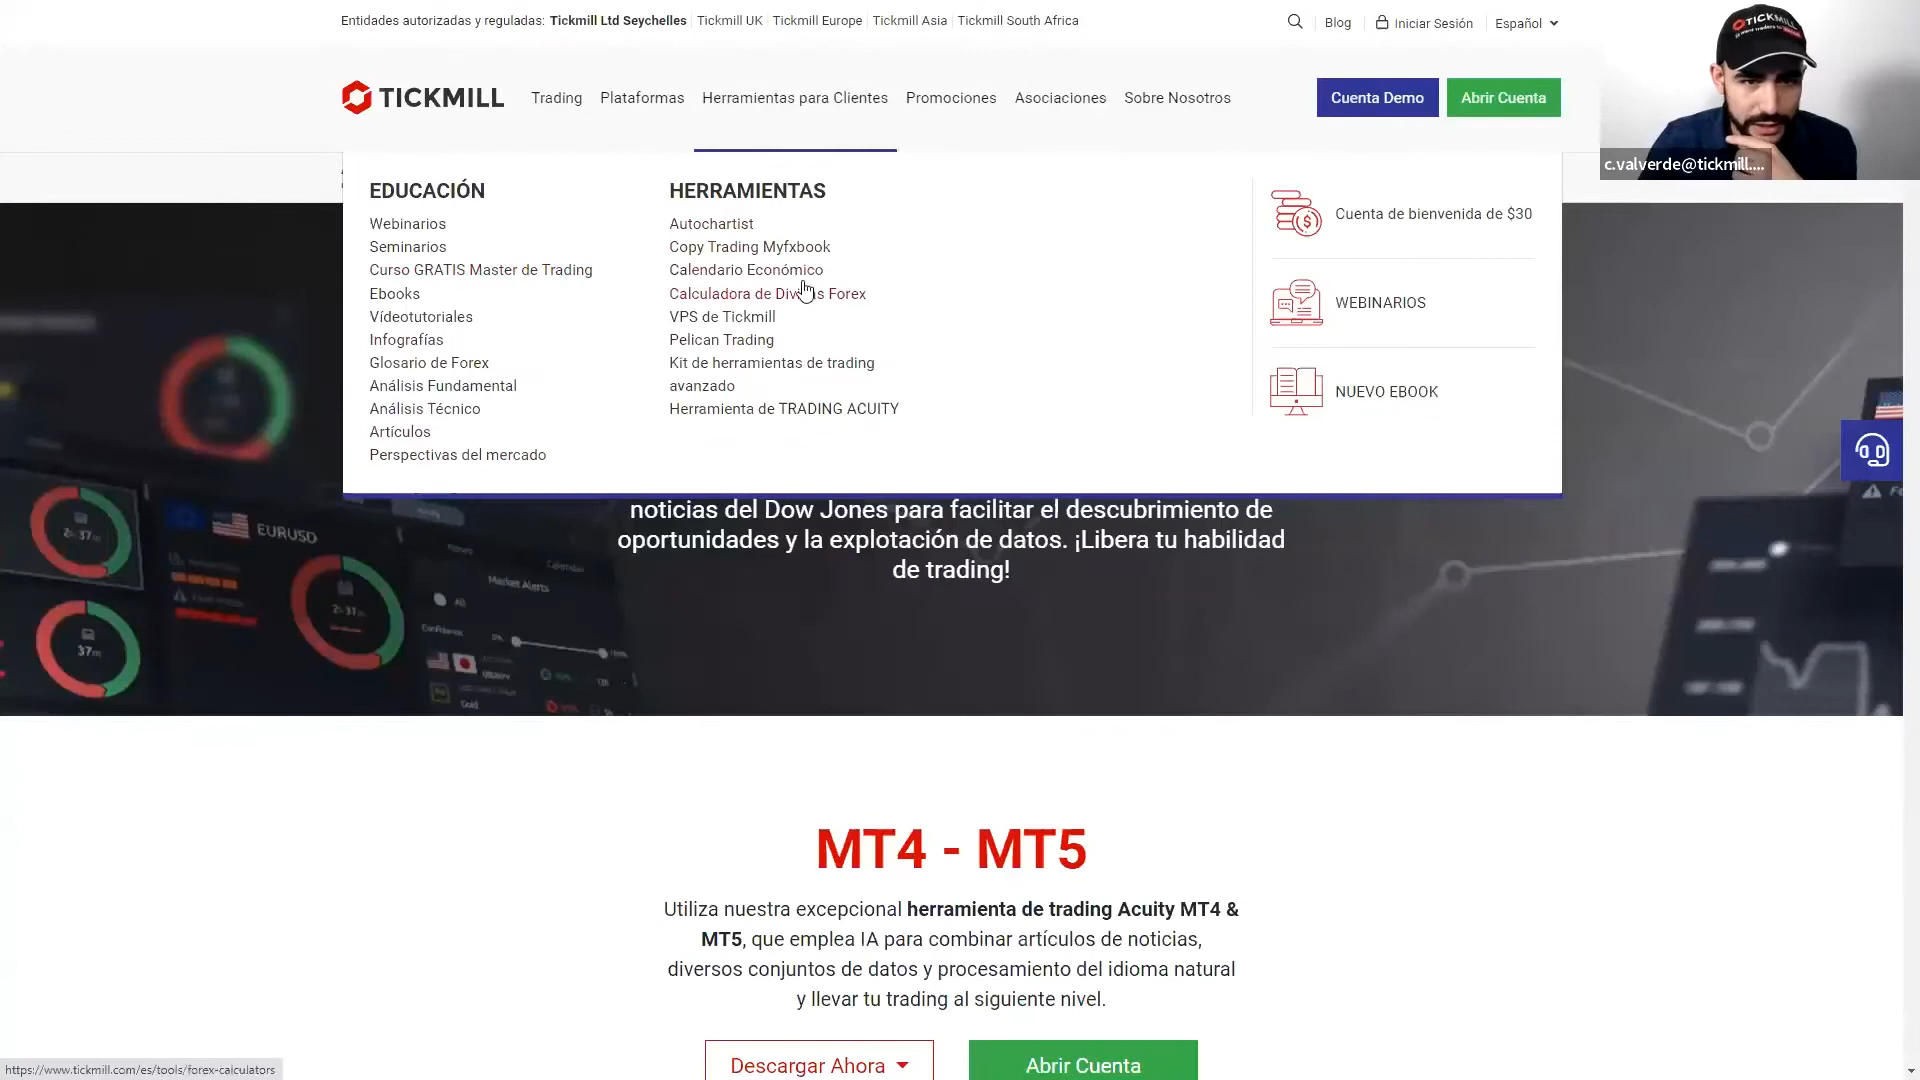 Entidades autorizadas y reguladas: Tickmill Ltd Seychelles Tickmill UK Tickmill Europe Tickmill Asia Tickmill South Africa
Blog Iniciar Sesión Español
TICKMILL Trading Plataformas Herramientas para Clientes Promociones Asociaciones Sobre Nosotros Cuenta Demo Abrir Cuenta
TICKMILL
c.valverde@tickmill....
EDUCACIÓN
Webinarios
Seminarios
Curso GRATIS Master de Trading
Ebooks
Vídeotutoriales
Infografías
Glosario de Forex
Análisis Fundamental
Análisis Técnico
Artículos
Perspectivas del mercado
HERRAMIENTAS
Autochartist
Copy Trading Myfxbook
Calendario Económico
Calculadora de Forex
VPS de Tickmill
Pelican Trading
Kit de herramientas de trading
avanzado
Herramienta de TRADING ACUITY
Cuenta de bienvenida de $30
WEBINARIOS
NUEVO EBOOK
noticias del Dow Jones para facilitar el descubrimiento de
oportunidades y la explotación de datos. ¡Libera tu habilidad
de trading!
EURUSD
Market Alerts
37m
Gold
MT4 - MT5
Utiliza nuestra excepcional herramienta de trading Acuity MT4 &
MT5, que emplea IA para combinar artículos de noticias,
diversos conjuntos de datos y procesamiento del idioma natural
y llevar tu trading al siguiente nivel.
Descargar Ahora Abrir Cuenta
https://www.tickmill.com/es/tools/forex-calculators